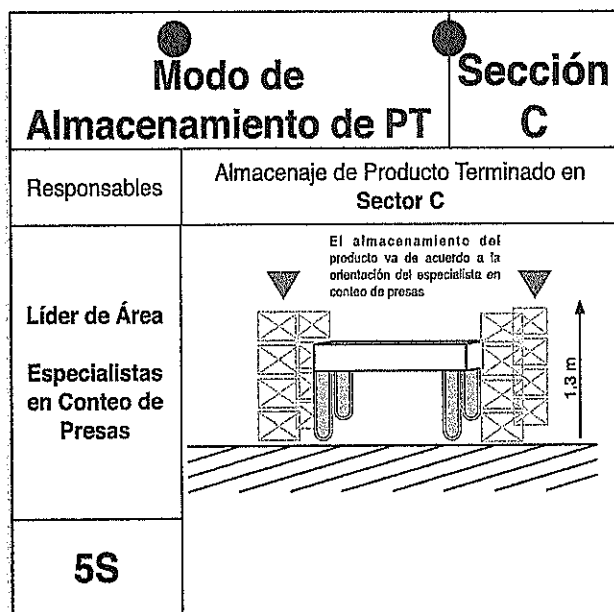 Modo de
Almacenamiento de PT
Sección
C
Responsables
Almacenaje de Producto Terminado en
Sector C
El almacenamiento del
producto va de acuerdo a la
orientación del especialista en
conteo de presas
Líder de Área
Especialistas
en Conteo de
Presas
1.3 m
5S